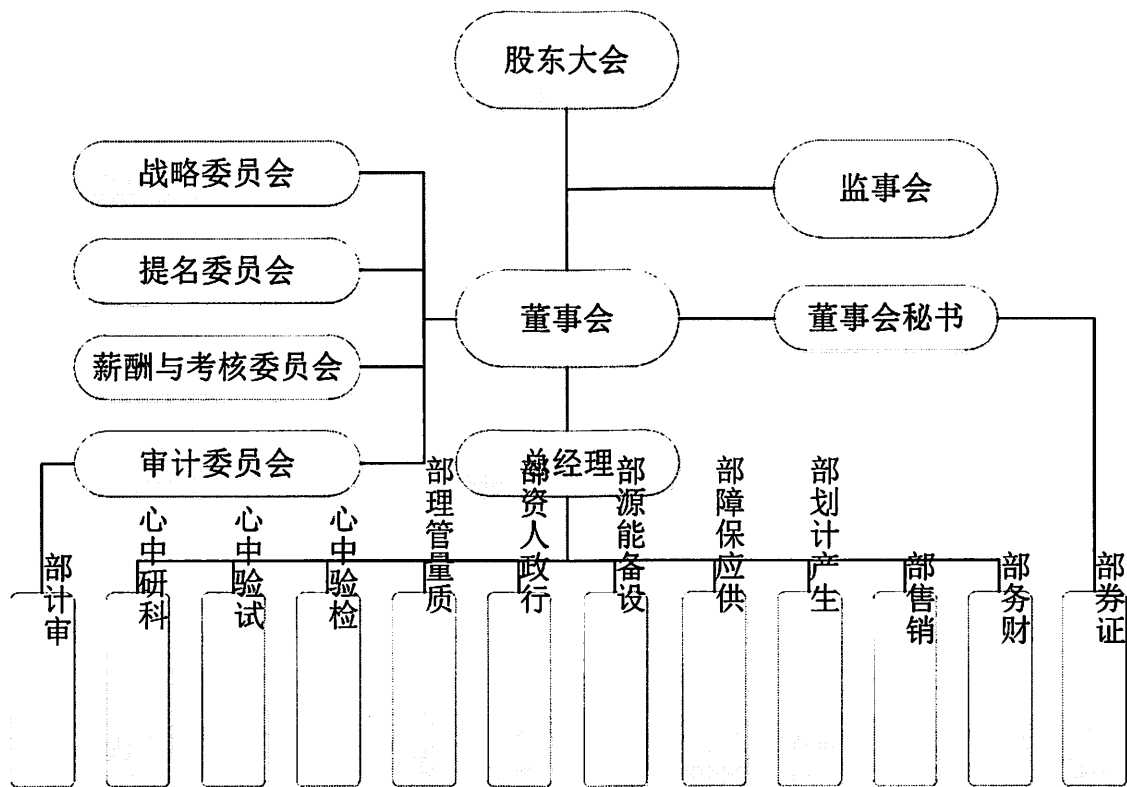 股东大会
战略委员会
监事会
提名委员会
董事会
董事会秘书
薪酬与考核委员会
审计委员会
总经理
部计审
心中研科
心中验试
心中验检
部理管量质
部资人政行
部源能备设
部障保应供
部划计产生
部售销
部务财
部券证